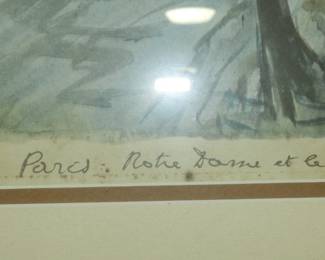 Paris. Notre Dame et le